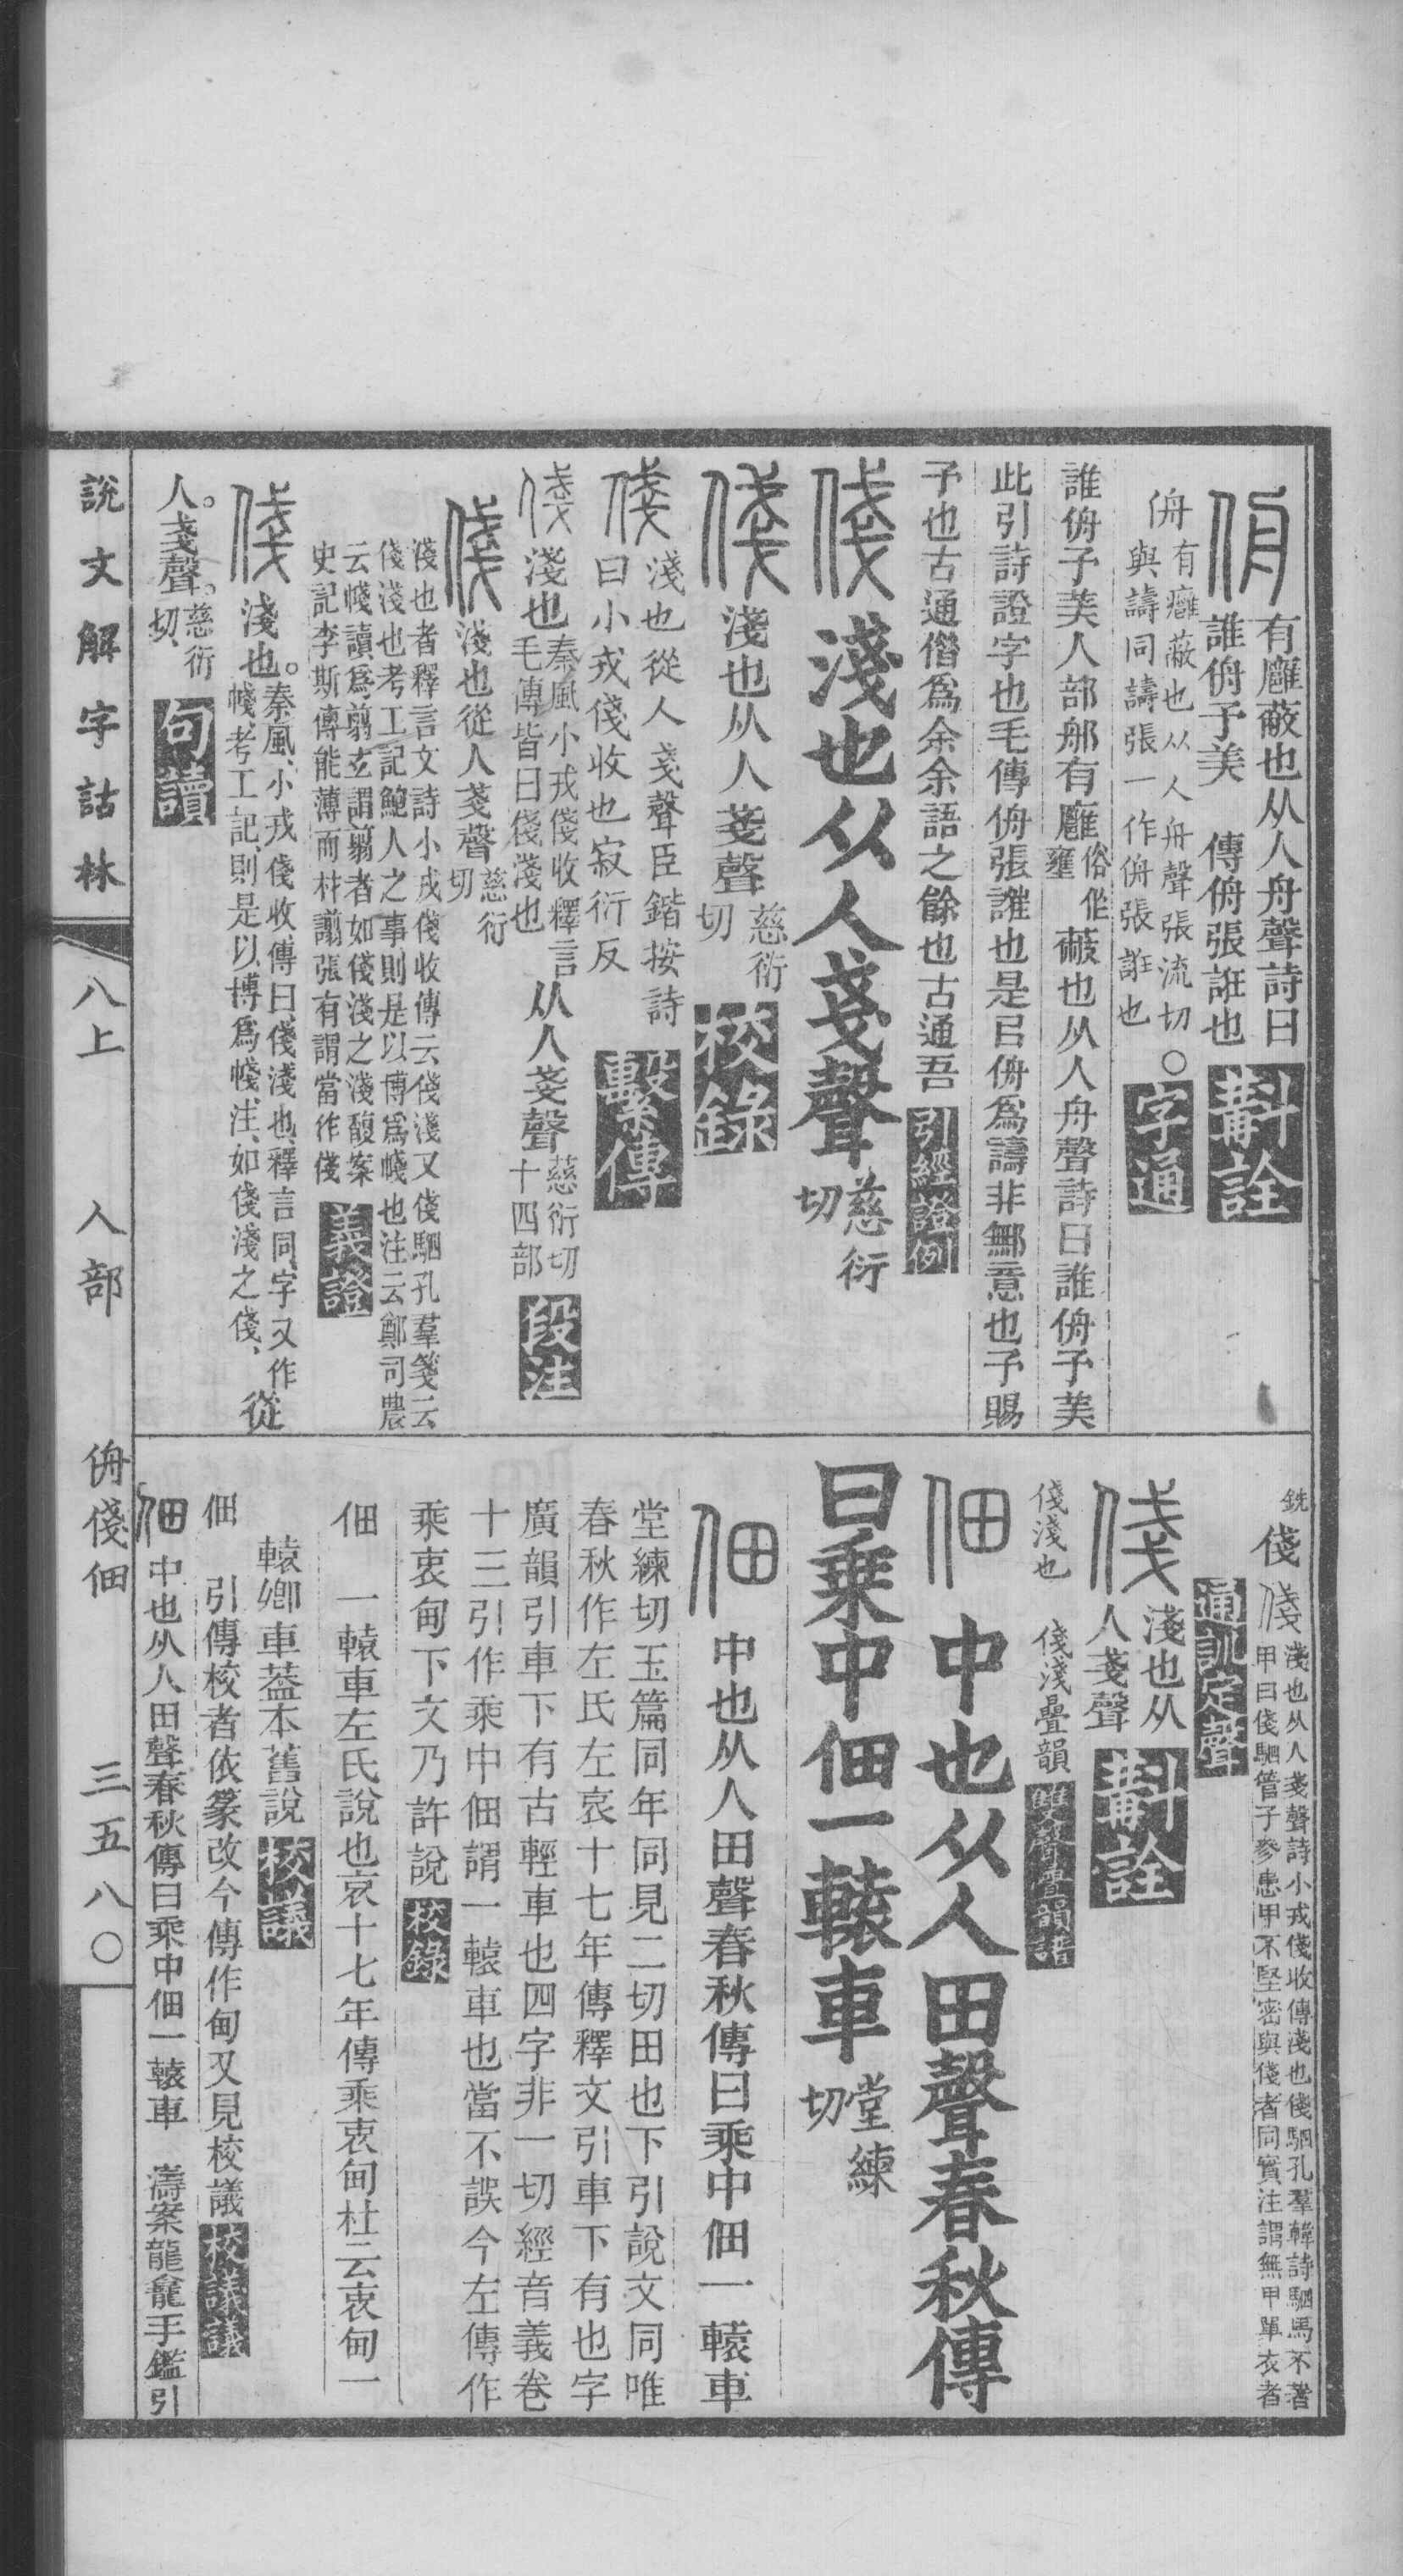 侜
有廱蔽也从人舟聲詩曰
誰侜予美 傳侜張誑也
斠詮
侜有癰蔽也从人舟聲張流切
與譸同譸張一作侜張誑也
○
字通
誰侜予美人部郍有廱俗作壅蔽也从人舟聲詩曰誰侜予美
此引詩證字也毛傳侜張誑也是㠯侜爲譸非無意也予賜
予也古通僭爲余余語之餘也古通吾
引經證例
俴淺也从人戔聲慈衍切
俴 淺也从人戔聲慈衍切
校錄
俴
淺也從人戔聲臣鍇按詩
曰小戎俴收也寂衍反
繫傳
俴 淺也
秦風小戎俴收釋言
毛傳皆曰俴淺也
从人戔聲
慈衍切
十四部
段注
俴 淺也從人戔聲慈衍切
淺也者釋言文詩小戎俴收傳云俴淺又俴駟孔羣箋云
俴淺也考工記鮑人之事則是以博爲帴也注云鄭司農
云帴讀爲翦玄謂翦者如俴淺之淺馥案
史記李斯傳能薄而材譾張有謂當作俴
義證
俴 淺也。
秦風、小戎俴收傳曰、俴淺也、釋言同、字又作
帴、考工記、則是以博爲帴、注、如俴淺之俴、
從
人。戔聲。慈衍切、
句讀
銑 俴 俴
淺也从人戔聲詩小戎俴收傳淺也俴駟孔羣韓詩駟馬不著
甲曰俴駟管子參患甲不堅密與俴者同實注謂無甲單衣者
通訓定聲
俴
淺也从
人戔聲
斠詮
俴淺也 俴淺疊韻
雙聲疊韻譜
佃 中也从人田聲春秋傳
曰乘中佃一轅車堂練切
佃 中也从人田聲春秋傳曰乘中佃一轅車
堂練切玉篇同年同見二切田也下引說文同唯
春秋作左氏左哀十七年傳釋文引車下有也字
廣韻引車下有古輕車也四字非一切經音義卷
十三引作乘中佃謂一轅車也當不誤今左傳作
乘衷甸下文乃許說
校錄
佃 一轅車左氏說也哀十七年傳乘衷甸杜云衷甸一
轅卿車葢本舊說
校議
佃 引傳校者依篆改今傳作甸又見校議
校議議
佃 中也从人田聲春秋傳曰乘中佃一轅車 濤案龍龕手鑑引
說文解字詁林
八上 人部 侜俴佃 三五八〇